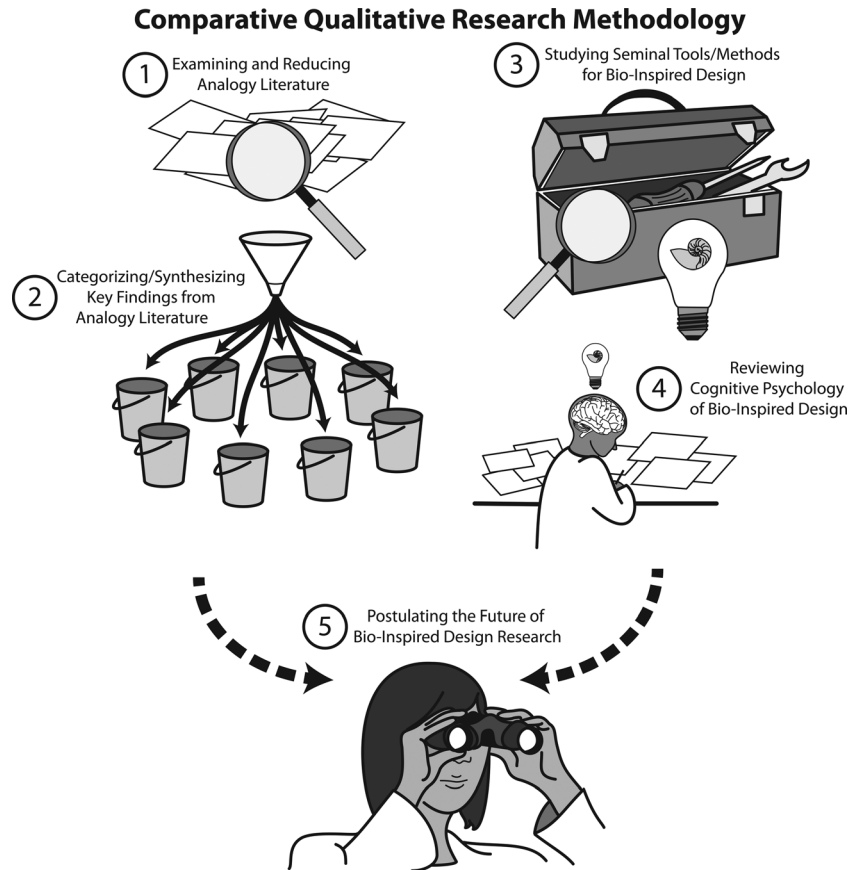 Comparative Qualitative Research Methodology
1
Examining and Reducing
Analogy Literature
2
Categorizing/Synthesizing
Key Findings from
Analogy Literature
3
Studying Seminal Tools/Methods
for Bio-Inspired Design
4
Reviewing
Cognitive Psychology
of Bio-Inspired Design
5
Postulating the Future of
Bio-Inspired Design Research